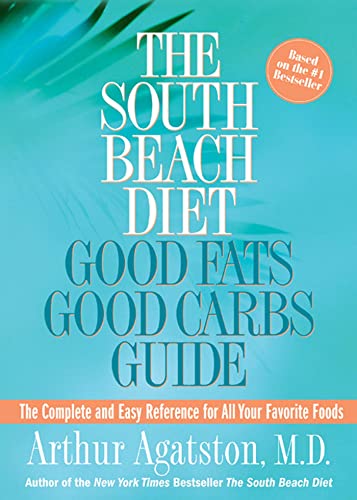 THE
SOUTH
BEACH
DIET
GOOD FATS
GOOD CARBS
GUIDE
Based
on the #1
Bestseller
The Complete and Easy Reference for All Your Favorite Foods
Arthur Agatston, M.D.
Author of the New York Times Bestseller The South Beach Diet